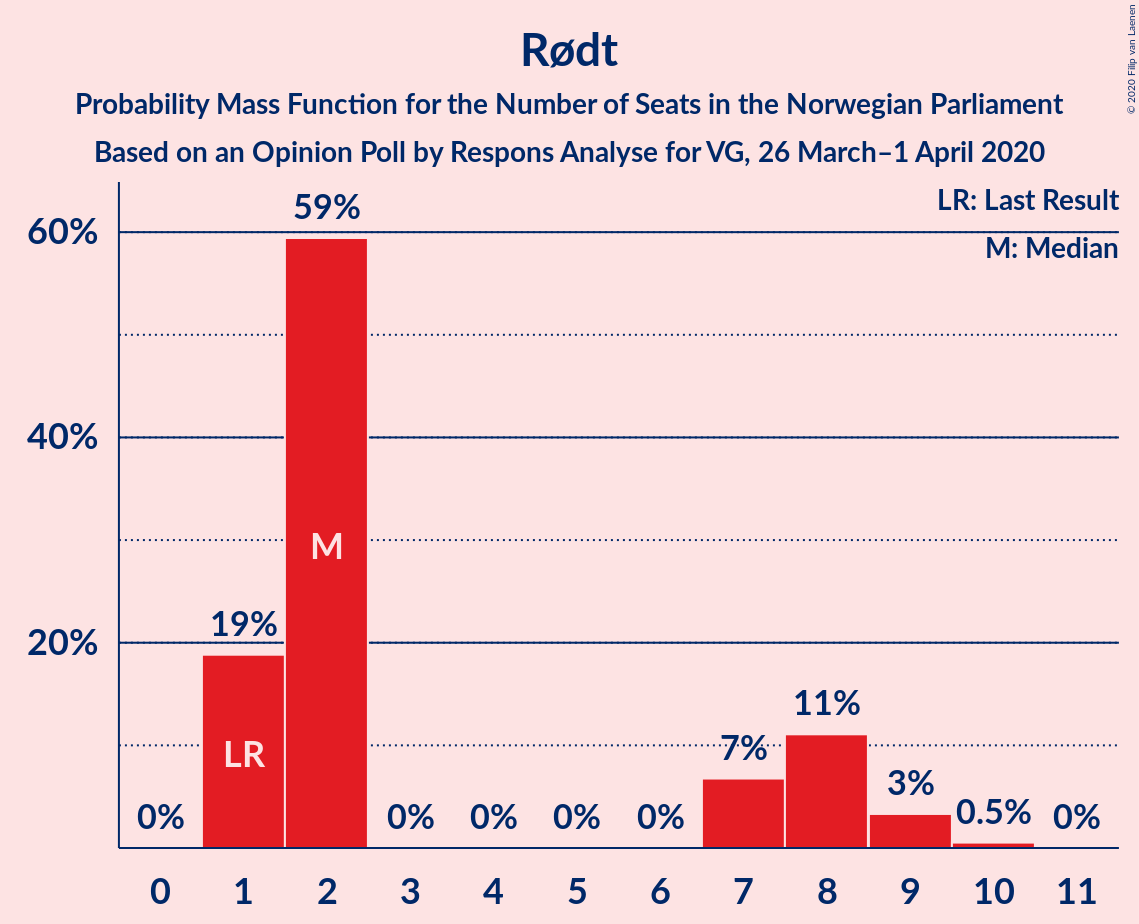 Rødt
Probability Mass Function for the Number of Seats in the Norwegian Parliament
Based on an Opinion Poll by Respons Analyse for VG, 26 March–1 April 2020
© 2020 Filip van Laenen
LR: Last Result
M: Median
60%
40%
20%
0%
19%
59%
0%
0%
0%
0%
7%
11%
3%
0.5%
0%
LR
M
0 1 2 3 4 5 6 7 8 9 10 11